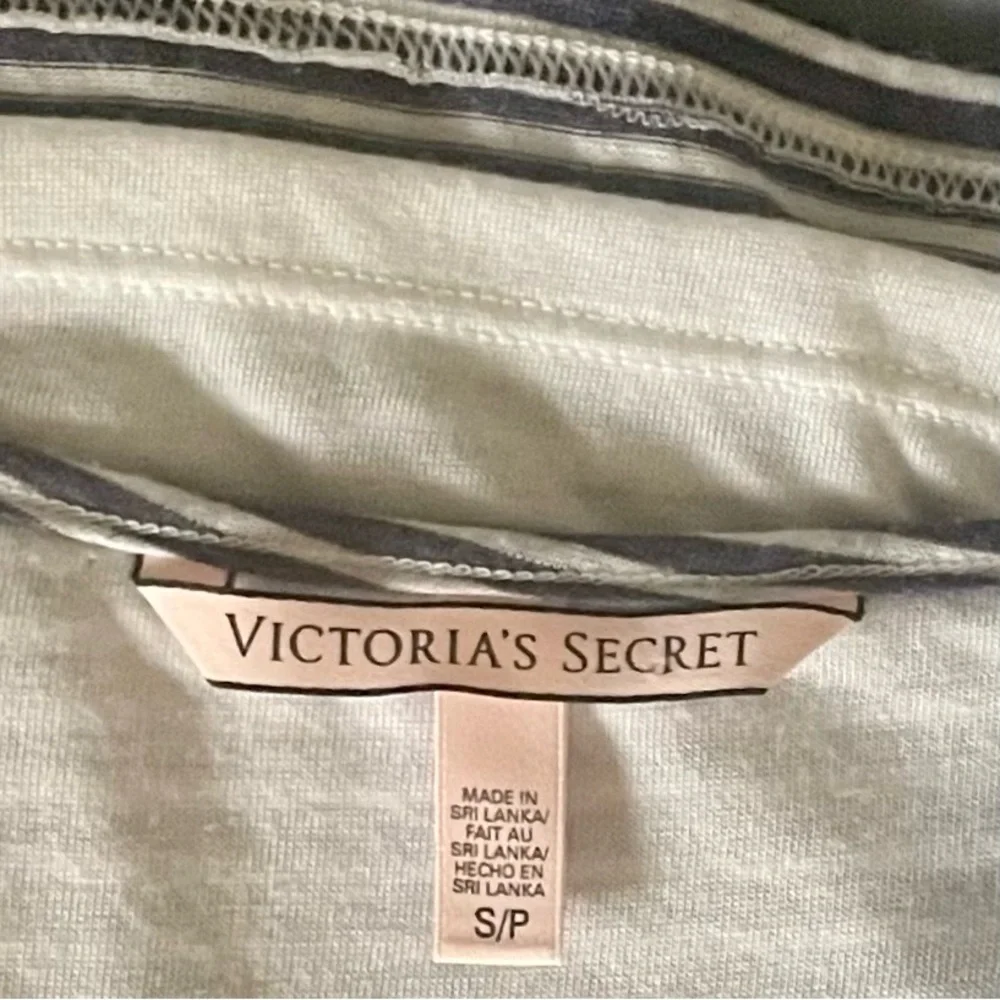 VICTORIA'S SECRET
MADE IN
SRI LANKA/
FAIT AU
SRI LANKA/
HECHO EN
SRI LANKA
S/P